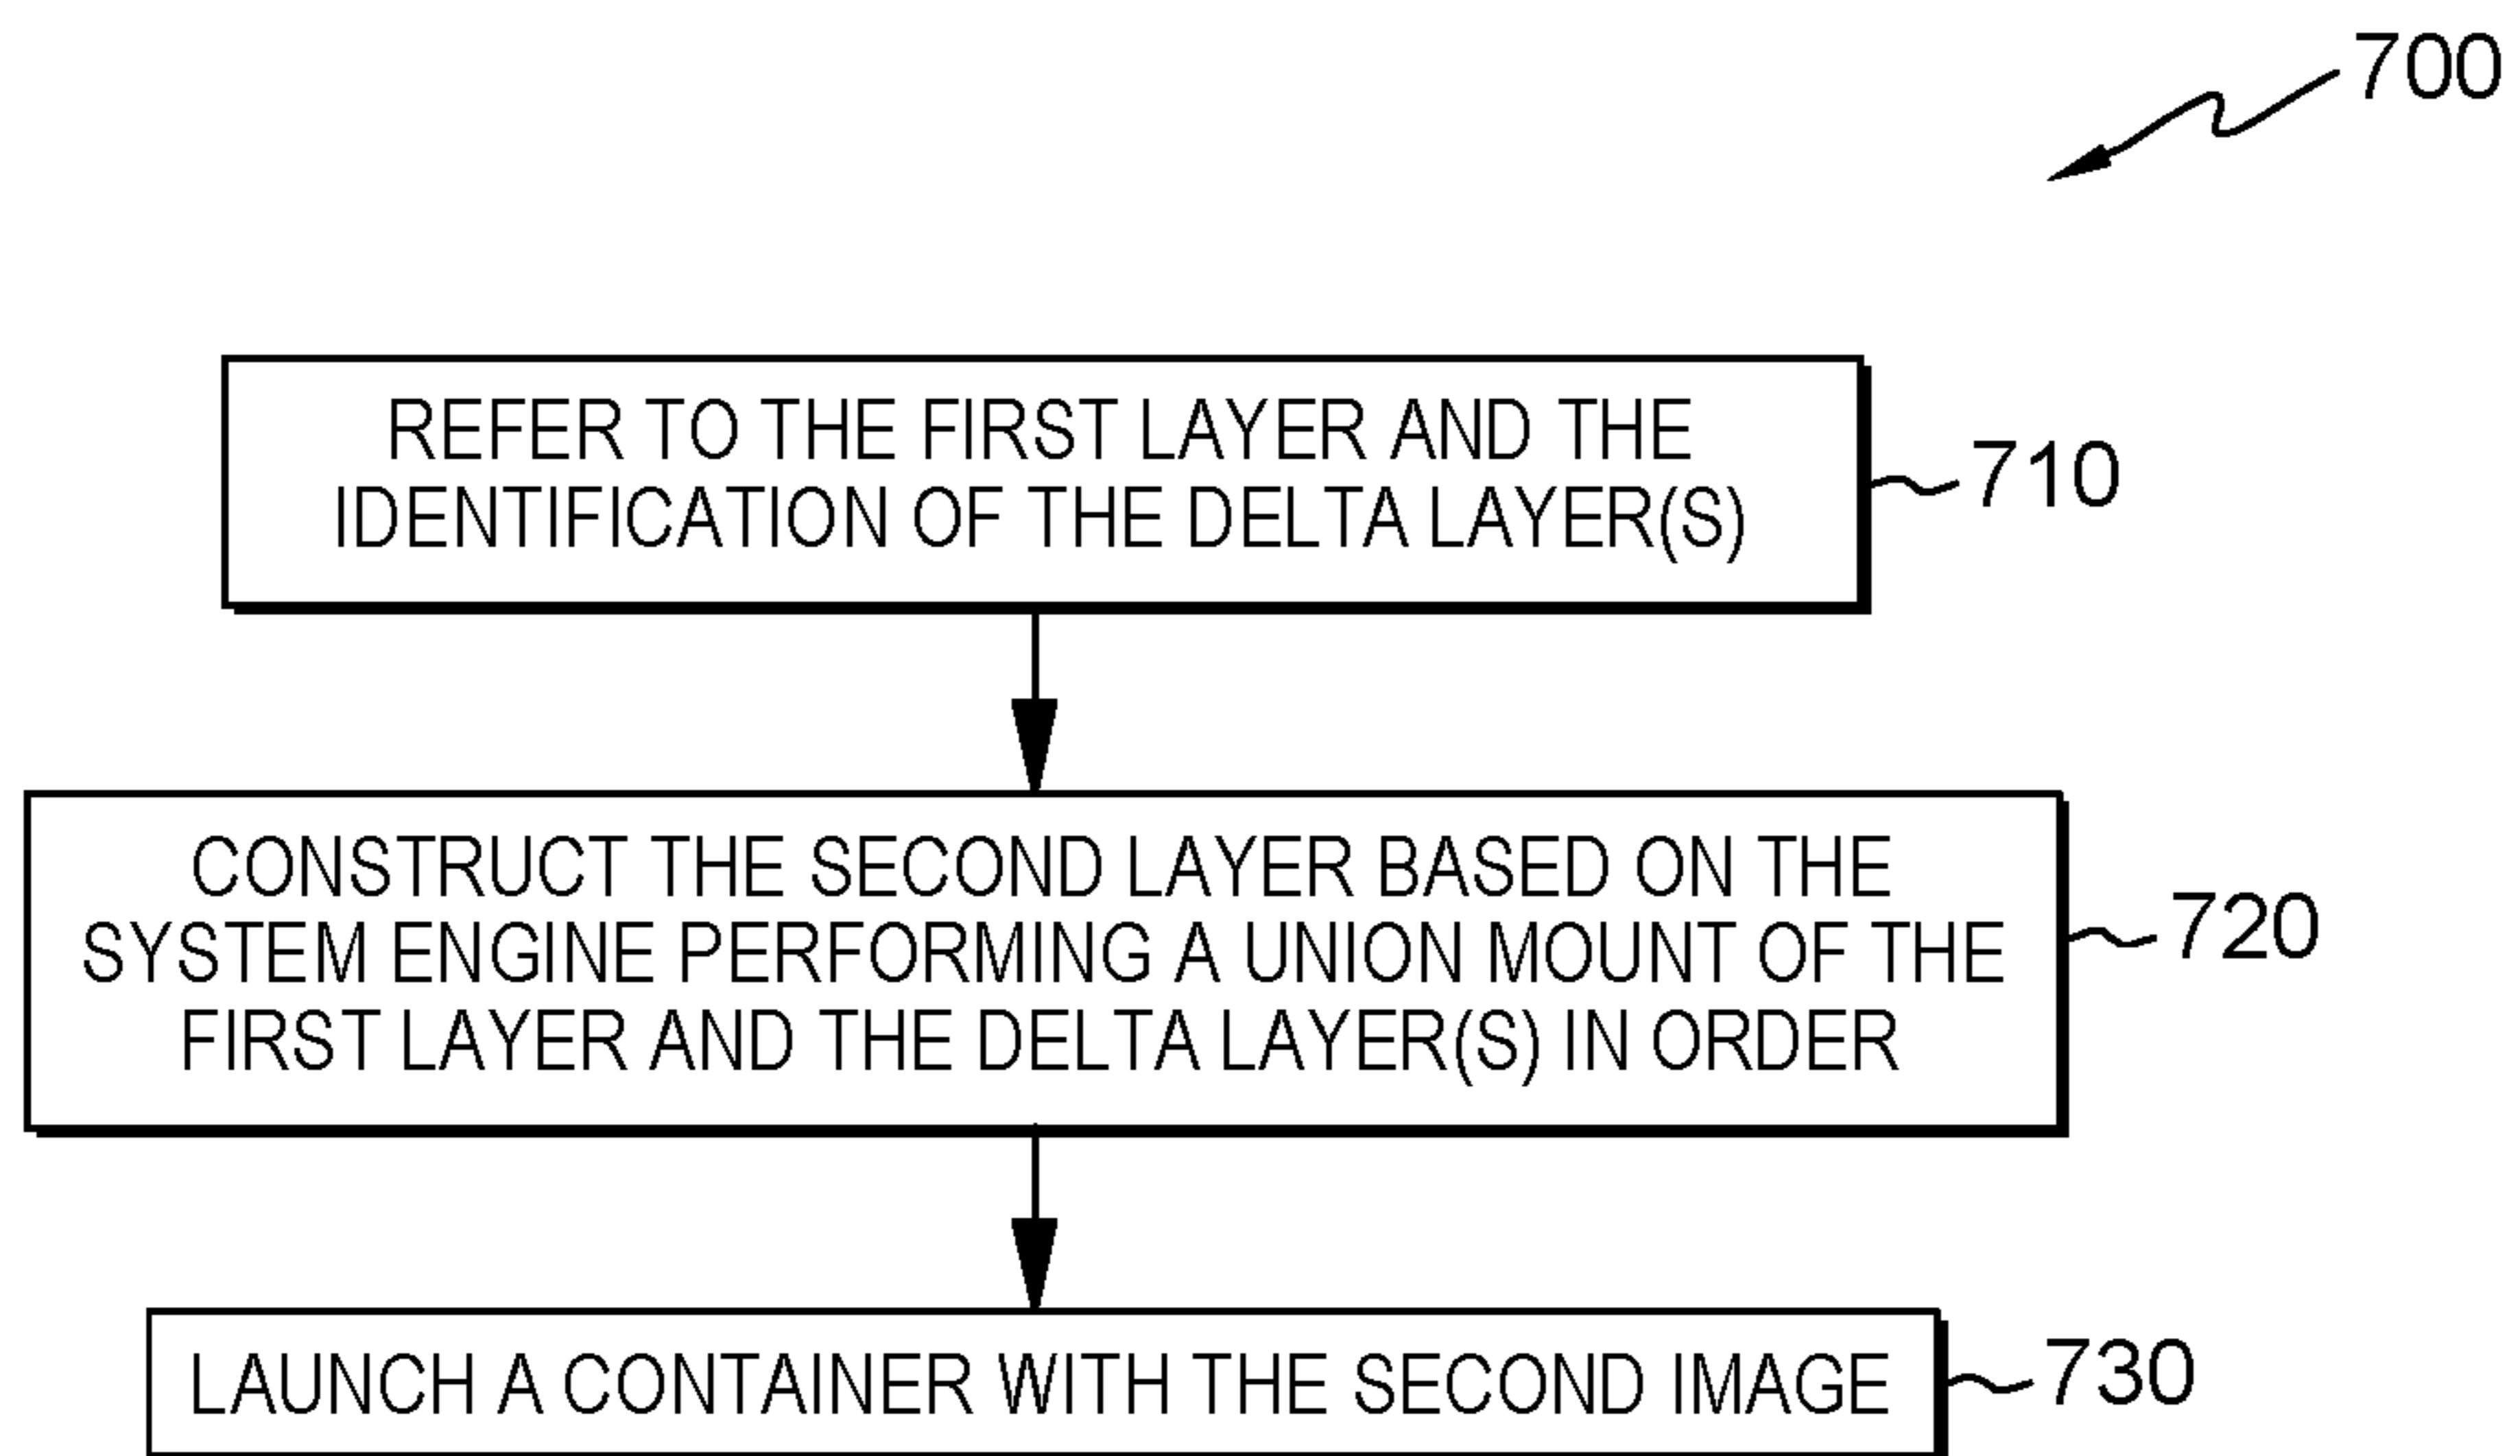 700
REFER TO THE FIRST LAYER AND THE
IDENTIFICATION OF THE DELTA LAYER(S)
710
CONSTRUCT THE SECOND LAYER BASED ON THE
SYSTEM ENGINE PERFORMING A UNION MOUNT OF THE
FIRST LAYER AND THE DELTA LAYER(S) IN ORDER
720
LAUNCH A CONTAINER WITH THE SECOND IMAGE
730